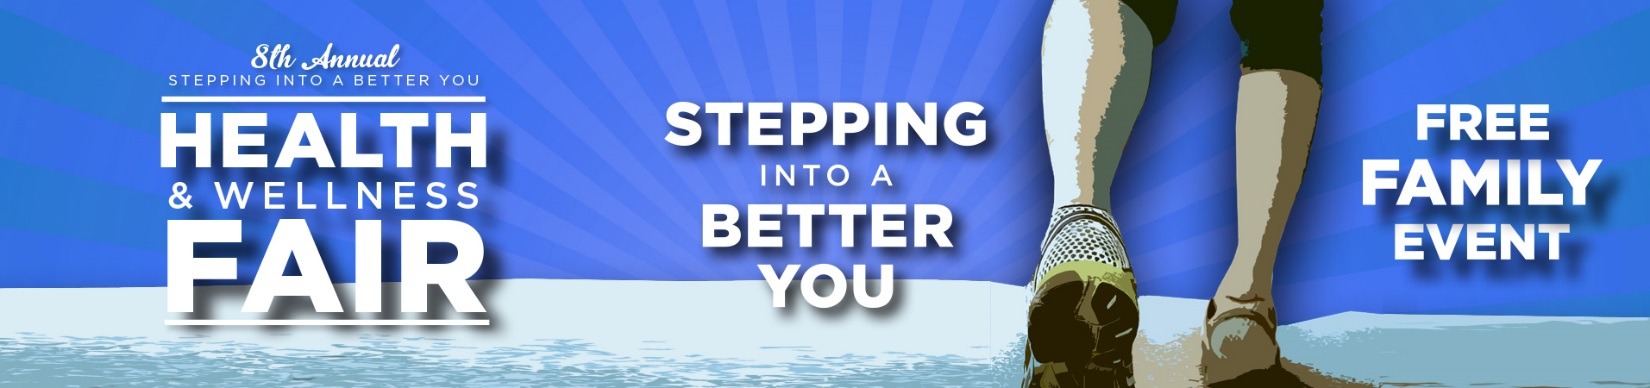 8th Annual
STEPPING INTO A BETTER YOU
HEALTH
& WELLNESS
FAIR
STEPPING
INTO A
BETTER
YOU
FREE
FAMILY
EVENT